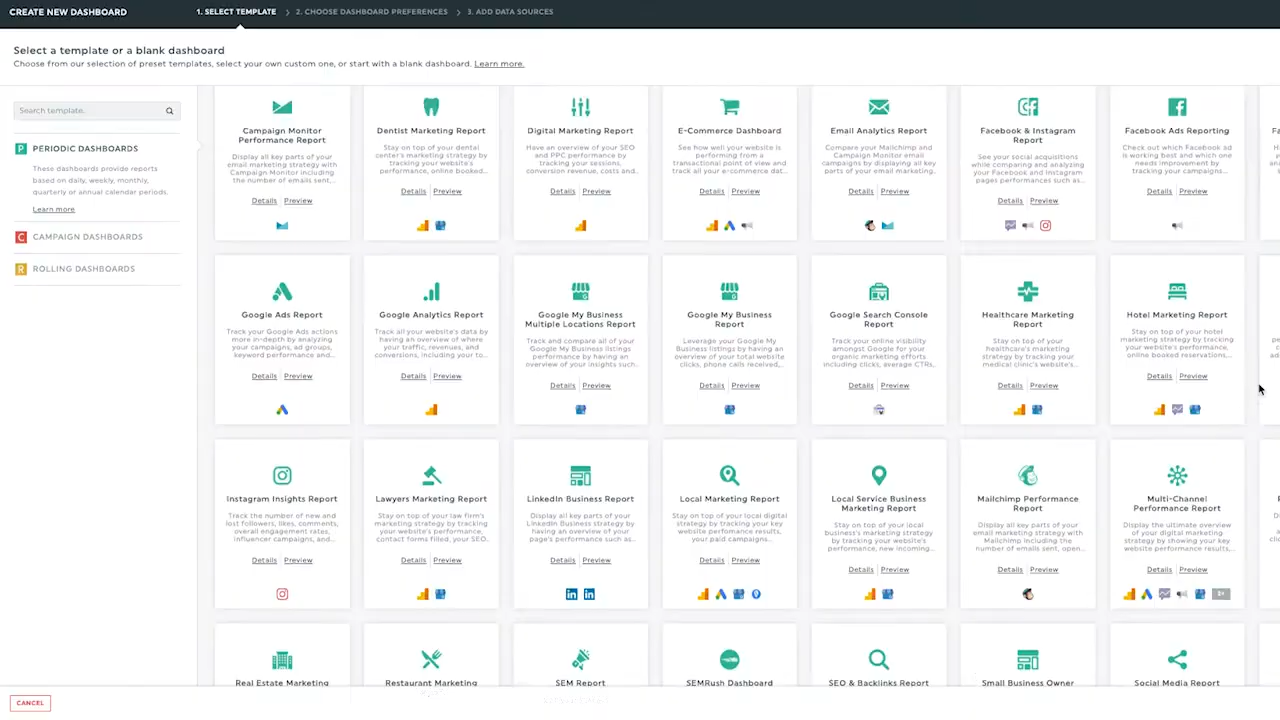 CREATE NEW DASHBOARD
1. SELECT TEMPLATE
2. CHOOSE DASHBOARD PREFERENCES
3. ADD DATA SOURCES
Select a template or a blank dashboard
Choose from our selection of preset templates, select your own custom one, or start with a blank dashboard. Learn more.
Search template..
P
PERIODIC DASHBOARDS
These dashboards provide reports
based on daily, weekly, monthly,
quarterly or annual calendar periods.
Learn more
C
CAMPAIGN DASHBOARDS
R
ROLLING DASHBOARDS
Campaign Monitor
Performance Report
Display all key parts of your
email marketing strategy with
Campaign Monitor including
the number of emails sent,...
Details Preview
Dentist Marketing Report
Stay on top of your dental
center's marketing strategy by
tracking your website's
performance, online booked...
Details Preview
Digital Marketing Report
Have an overview of your SEO
and PPC performance by
tracking your sessions,
conversion revenue, costs and...
Details Preview
E-Commerce Dashboard
See how well your website is
performing from a
transactional point of view and
track all your e-commerce dat...
Details Preview
Email Analytics Report
Compare your Mailchimp and
Campaign Monitor email
campaigns by displaying all key
parts of your email marketing...
Details Preview
Facebook & Instagram
Report
See your social acquisitions
while comparing and analyzing
your Facebook and Instagram
pages performances such as...
Details Preview
Facebook Ads Reporting
Check out which Facebook ad
is working best and which one
needs improvement by
tracking your campaigns...
Details Preview
Google Ads Report
Track your Google Ads actions
more in-depth by analyzing
your campaigns, ad groups,
keyword performance and...
Details Preview
Google Analytics Report
Track all your website's data by
having an overview of where
your traffic, revenues, and
conversions, including your to...
Details Preview
Google My Business
Multiple Locations Report
Track and compare all of your
Google My Business listings
performance by having an
overview of your insights such...
Details Preview
Google My Business
Report
Leverage your Google My
Business listings by having an
overview of your total website
clicks, phone calls received,...
Details Preview
Google Search Console
Report
Track your online visibility
amongst Google for your
organic marketing efforts
including clicks, average CTRs,...
Details Preview
Healthcare Marketing
Report
Stay on top of your
healthcare's marketing
strategy by tracking your
medical clinic's website's...
Details Preview
Hotel Marketing Report
Stay on top of your hotel
marketing strategy by tracking
your website's performance,
online booked reservations,...
Details Preview
Instagram Insights Report
Track the number of new and
lost followers, likes, comments,
overall engagement rates,
influencer campaigns, and...
Details Preview
Lawyers Marketing Report
Stay on top of your law firm's
marketing strategy by tracking
your website's performance,
contact forms filled, your SEO...
Details Preview
LinkedIn Business Report
Display all key parts of your
LinkedIn Business strategy by
having an overview of your
page's performance such as...
Details Preview
Local Marketing Report
Stay on top of your local digital
strategy by tracking your key
website perfomance results,
your paid campaigns...
Details Preview
Local Service Business
Marketing Report
Stay on top of your local
business's marketing strategy
by tracking your website's
performance, new incoming...
Details Preview
Mailchimp Performance
Report
Display all key parts of your
email marketing strategy with
Mailchimp including the
number of emails sent, open...
Details Preview
Multi-Channel
Performance Report
Display the ultimate overview
of your digital marketing
strategy by showing your key
website performance results,...
Details Preview
Real Estate Marketing
Restaurant Marketing
SEM Report
SEMRush Dashboard
SEO & Backlinks Report
Small Business Owner
Social Media Report
CANCEL